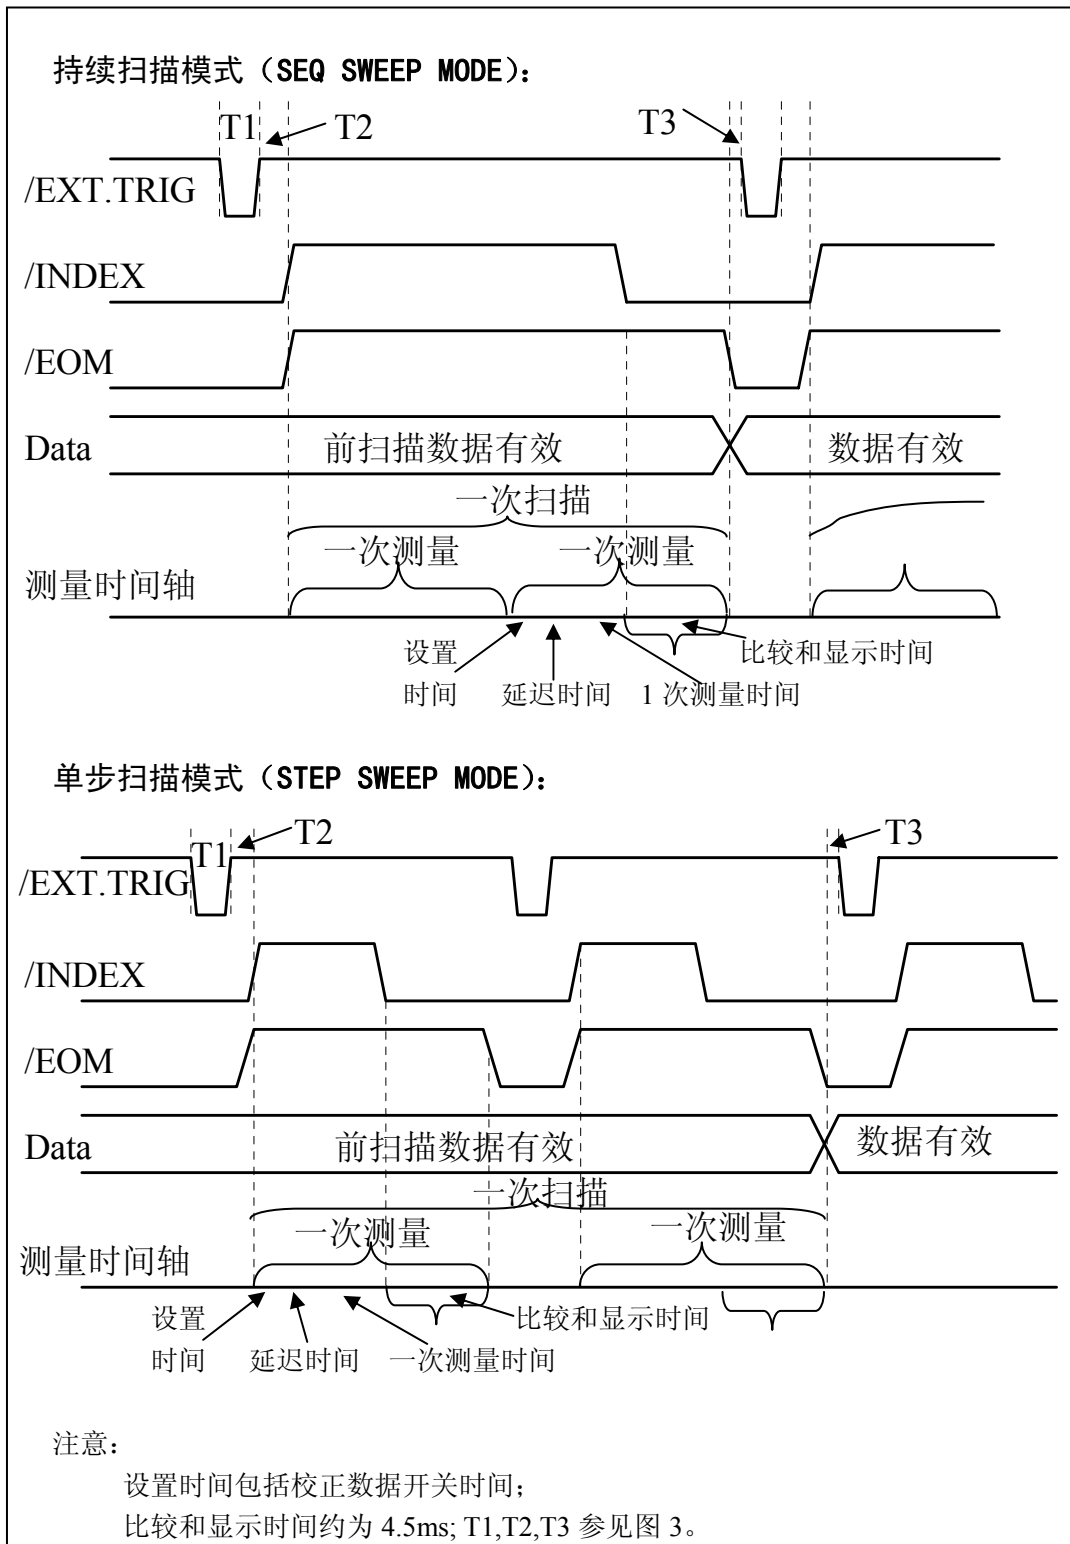 持续扫描模式（SEQ SWEEP MODE）：
T1 T2 T3
/EXT.TRIG
/INDEX
/EOM
Data 前扫描数据有效 数据有效
一次扫描
一次测量 一次测量
测量时间轴
设置 比较和显示时间
时间 延迟时间 1 次测量时间
单步扫描模式（STEP SWEEP MODE）：
T1 T2 T3
/EXT.TRIG
/INDEX
/EOM
Data 前扫描数据有效 数据有效
一次扫描
一次测量 一次测量
测量时间轴
设置 比较和显示时间
时间 延迟时间 一次测量时间
注意：
设置时间包括校正数据开关时间；
比较和显示时间约为 4.5ms; T1,T2,T3 参见图 3。